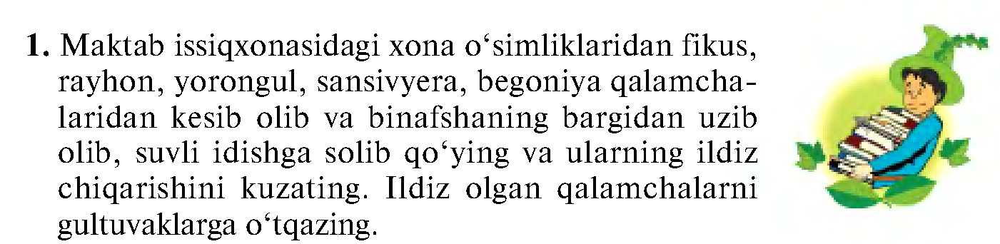 1. Maktab issiqxonasidagi xona o‘simliklaridan fikus,
rayhon, yorongul, sansivyera, begoniya qalamcha-
laridan kesib olib va binafshaning bargidan uzib
olib, suvli idishga solib qo‘ying va ularning ildiz
chiqarishini kuzating. Ildiz olgan qalamchalarni
gultuvaklarga o‘tqazing.